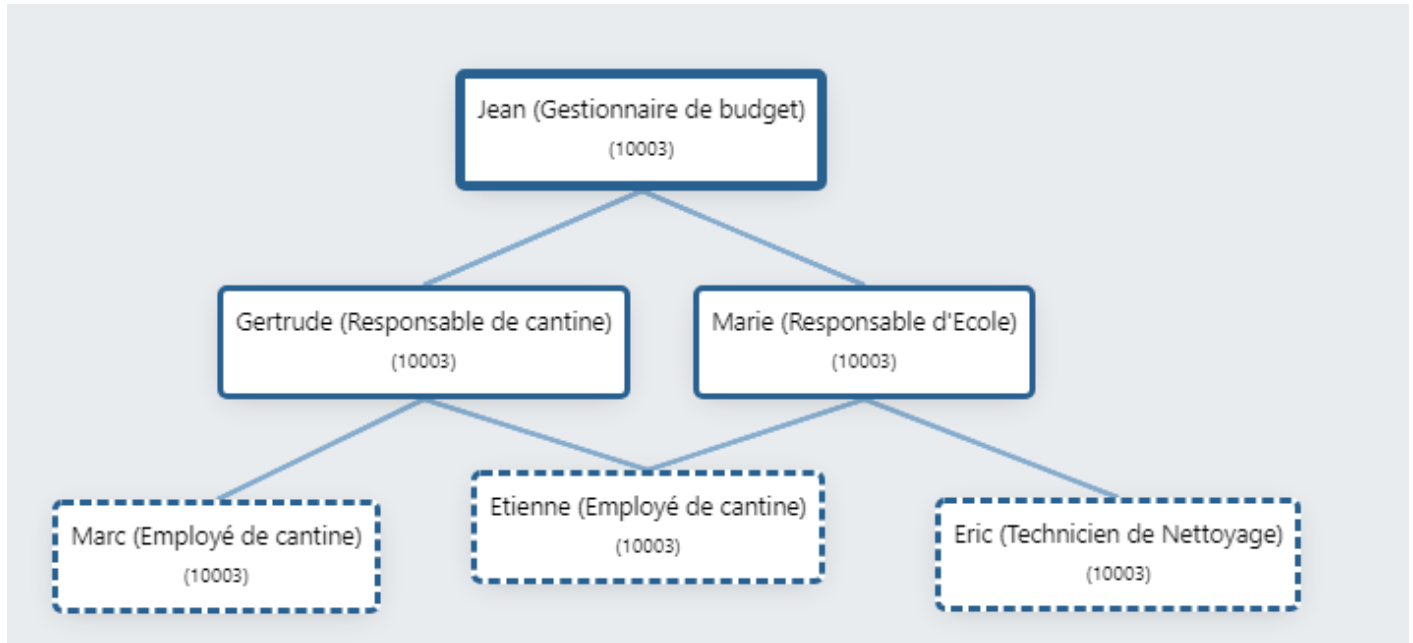 Jean (Gestionnaire de budget)
(10003)
Gertrude (Responsable de cantine)
(10003)
Marie (Responsable d'Ecole)
(10003)
Marc (Employé de cantine)
(10003)
Etienne (Employé de cantine)
(10003)
Eric (Technicien de Nettoyage)
(10003)